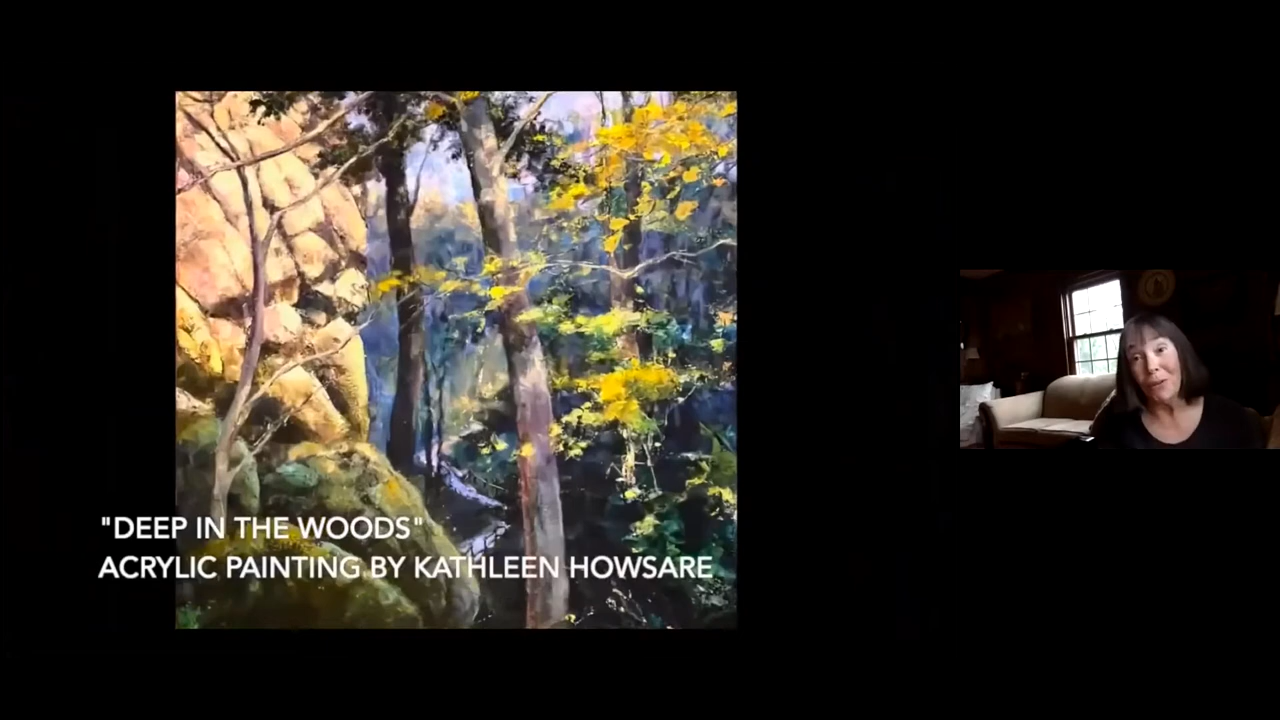 "DEEP IN THE WOODS"
ACRYLIC PAINTING BY KATHLEEN HOWSARE